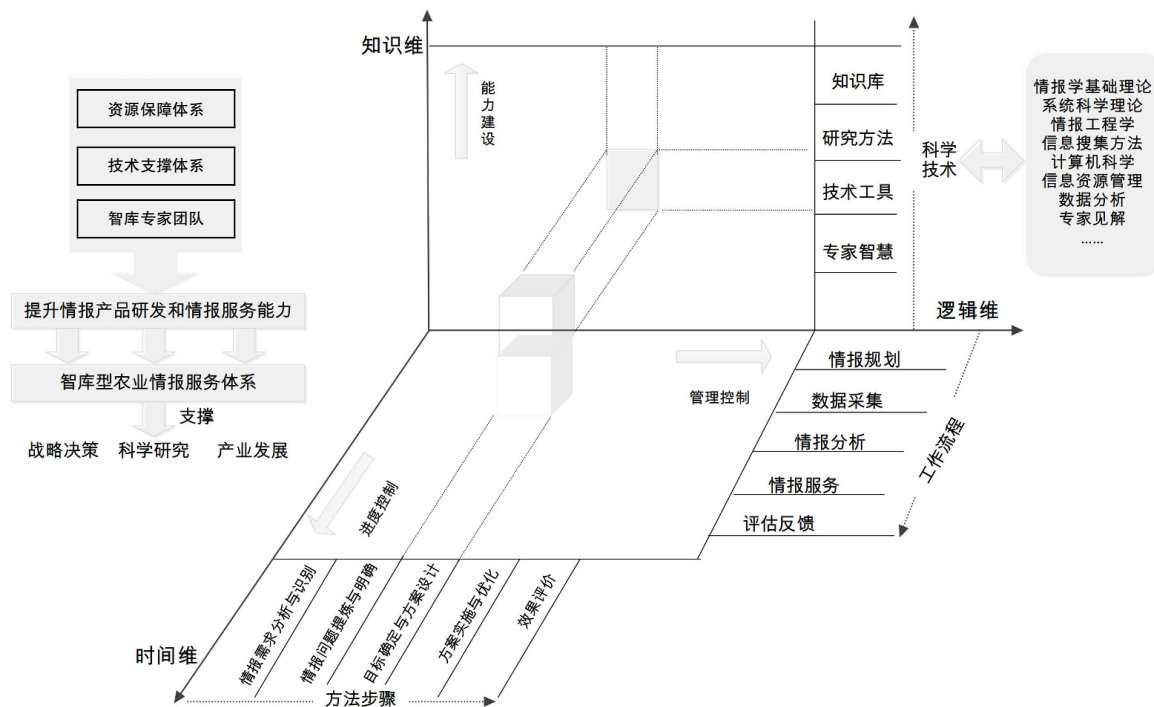 知识维
能力建设
资源保障体系
技术支撑体系
智库专家团队
提升情报产品研发和情报服务能力
智库型农业情报服务体系
支撑
战略决策 科学研究 产业发展
知识库
研究方法
技术工具
专家智慧
科学
技术
情报学基础理论
系统科学理论
情报工程学
信息搜集方法
计算机科学
信息资源管理
数据分析
专家见解
……
逻辑维
管理控制
情报规划
数据采集
情报分析
情报服务
评估反馈
工作流程
进度控制
情报需求分析与识别
情报问题提炼与明确
目标确定与方案设计
方案实施与优化
效果评价
时间维
方法步骤